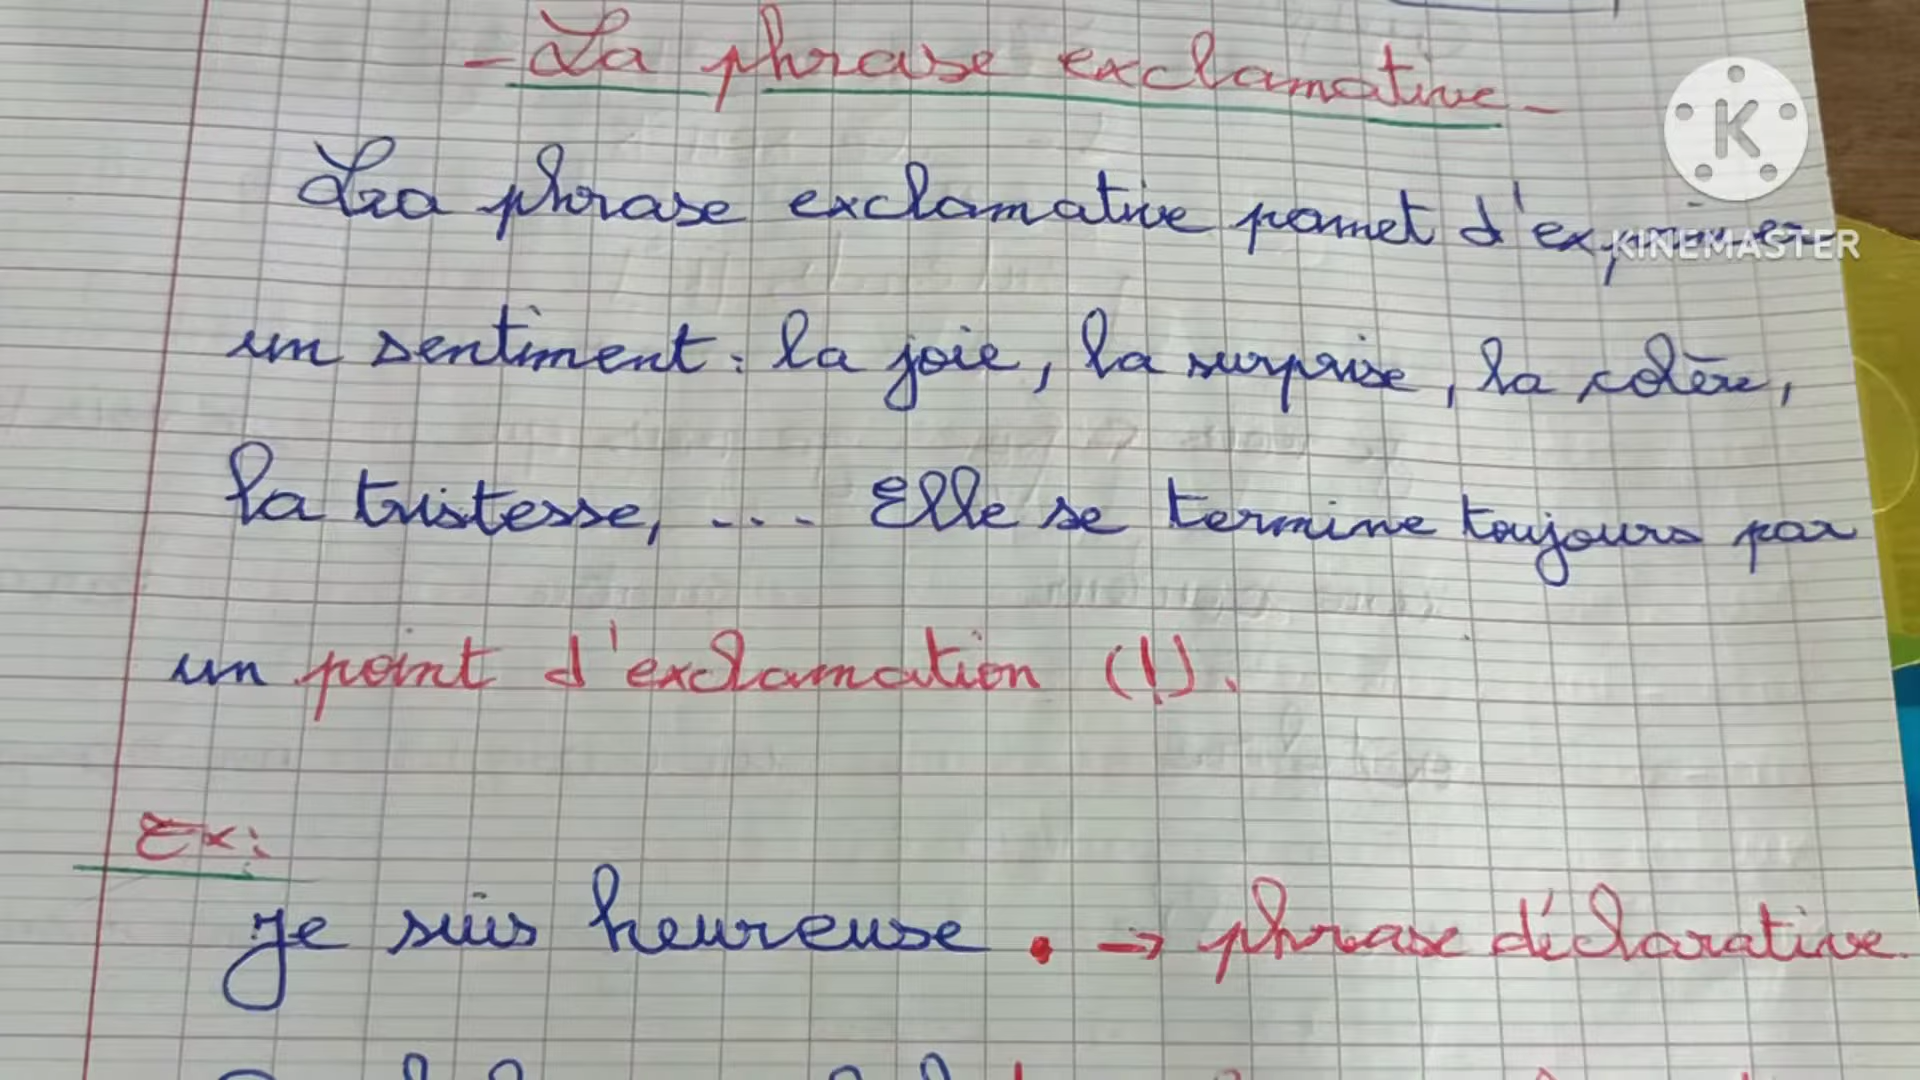 - La phrase exclamative -
La phrase exclamative permet d'exprimer
KINEMASTER
un sentiment : la joie, la surprise, la colère,
la tristesse, ... Elle se termine toujours par
un point d'exclamation (!).
Ex :
je suis heureuse . → phrase déclarative.